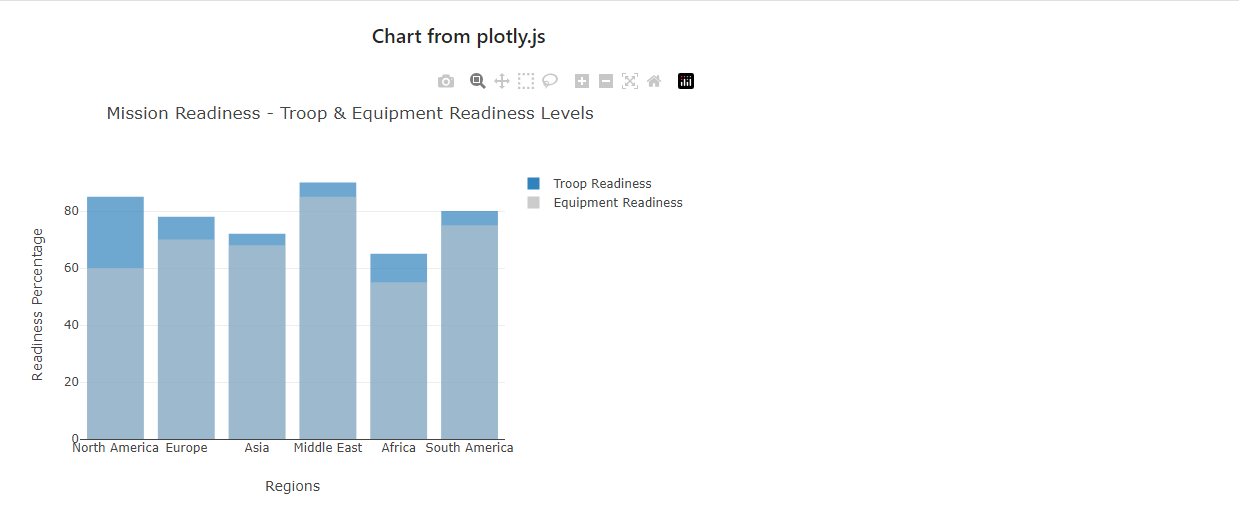 Chart from plotly.js
Mission Readiness - Troop & Equipment Readiness Levels
Troop Readiness
Equipment Readiness
80
60
40
20
0
Readiness Percentage
North America Europe Asia Middle East Africa South America
Regions